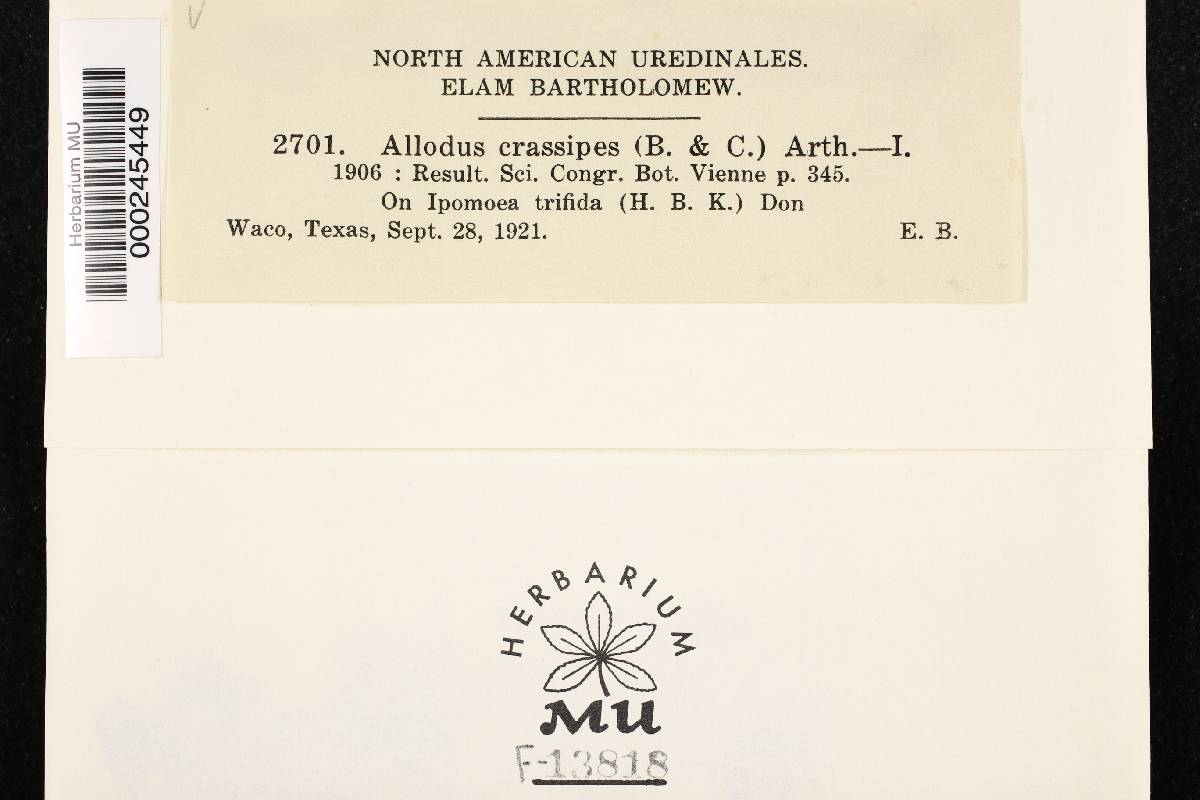 NORTH AMERICAN UREDINALES.
ELAM BARTHOLOMEW.
2701. Allodus crassipes (B. & C.) Arth.—I.
1906 : Result. Sci. Congr. Bot. Vienne p. 345.
On Ipomoea trifida (H. B. K.) Don
Waco, Texas, Sept. 28, 1921. E. B.
Herbarium MU
000245449
HERBARIUM
MU
F-13818